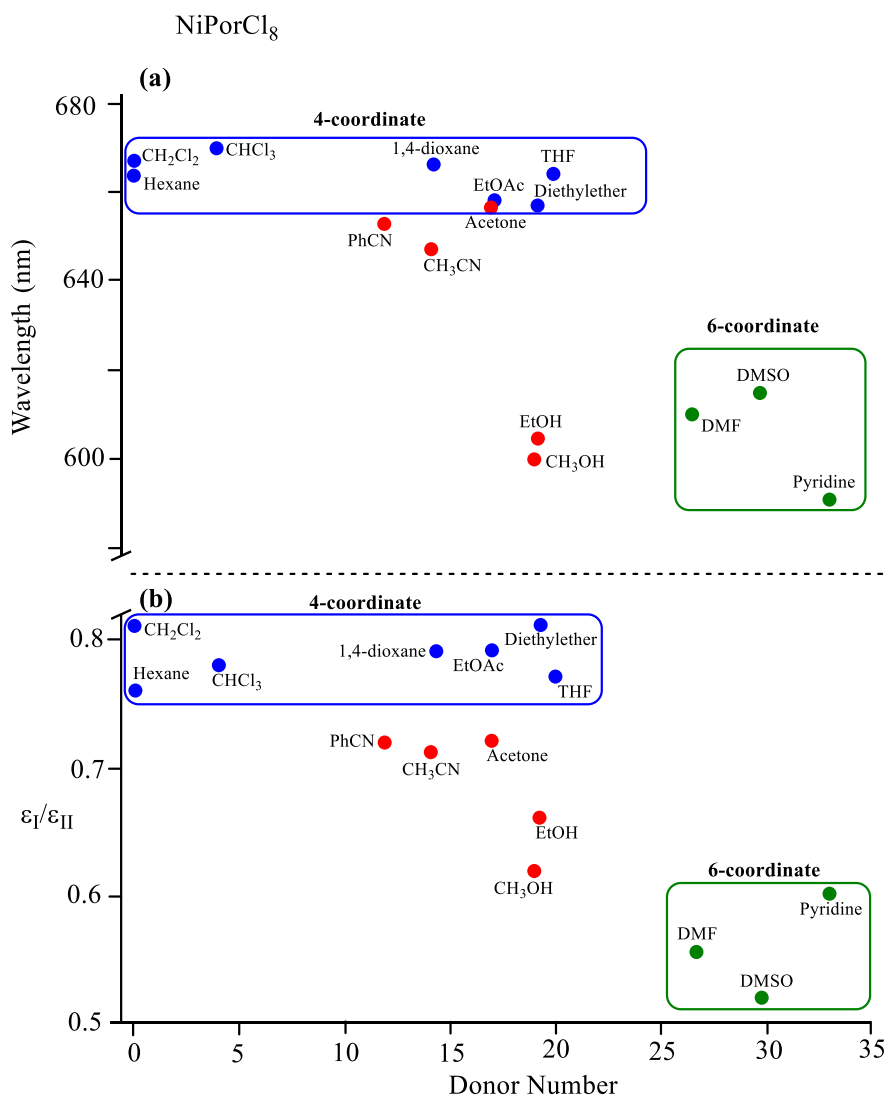 NiPorCl₈
(a)
680
4-coordinate
CH₂Cl₂
CHCl₃
1,4-dioxane
THF
Hexane
EtOAc
Diethylether
Acetone
PhCN
CH₃CN
640
Wavelength (nm)
6-coordinate
DMSO
DMF
EtOH
CH₃OH
600
Pyridine
(b)
4-coordinate
0.8
CH₂Cl₂
Diethylether
1,4-dioxane
EtOAc
Hexane
CHCl₃
THF
PhCN
CH₃CN
Acetone
0.7
εI/εII
EtOH
CH₃OH
6-coordinate
0.6
Pyridine
DMF
DMSO
0.5
0 5 10 15 20 25 30 35
Donor Number